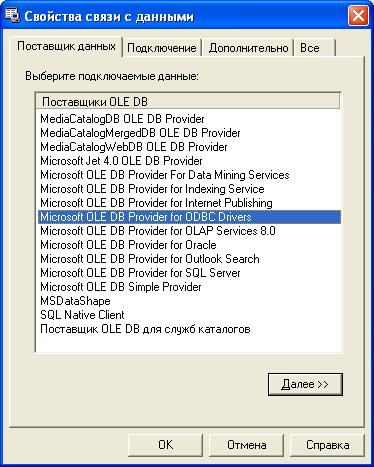 Свойства связи с данными
Поставщик данных Подключение Дополнительно Все
Выберите подключаемые данные:
Поставщики OLE DB
MediaCatalogDB OLE DB Provider
MediaCatalogMergedDB OLE DB Provider
MediaCatalogWebDB OLE DB Provider
Microsoft Jet 4.0 OLE DB Provider
Microsoft OLE DB Provider For Data Mining Services
Microsoft OLE DB Provider for Indexing Service
Microsoft OLE DB Provider for Internet Publishing
Microsoft OLE DB Provider for ODBC Drivers
Microsoft OLE DB Provider for OLAP Services 8.0
Microsoft OLE DB Provider for Oracle
Microsoft OLE DB Provider for Outlook Search
Microsoft OLE DB Provider for SQL Server
Microsoft OLE DB Simple Provider
MSDataShape
SQL Native Client
Поставщик OLE DB для служб каталогов
Далее >>
OK Отмена Справка